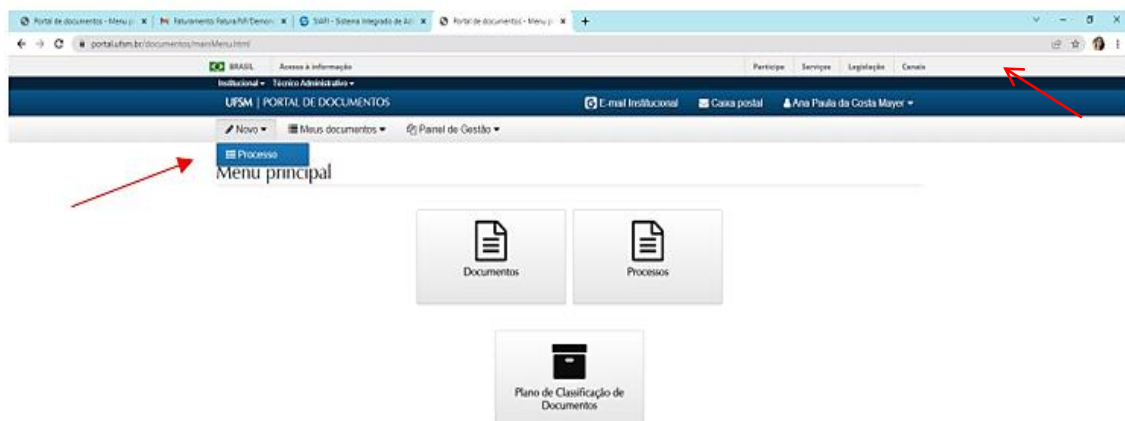 Portal de documentos - Menu p
Faturamento Fatura
SIAFI - Sistema Integrado de Ad
Portal de documentos - Menu p
portal.ufsm.br/documentos/mainMenu.html
BRASIL Acesso à informação Participe Serviços Legislação Canais
Institucional Técnico Administrativo
UFSM | PORTAL DE DOCUMENTOS E-mail Institucional Caixa postal Ana Paula da Costa Mayer
Novo Meus documentos Painel de Gestão
Processo
Menu principal
Documentos
Processos
Plano de Classificação de
Documentos